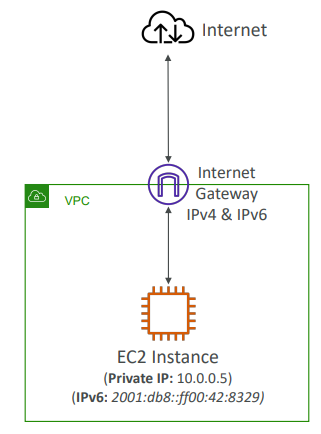 Internet
Internet
Gateway
IPv4 & IPv6
VPC
EC2 Instance
(Private IP: 10.0.0.5)
(IPv6: 2001:db8::ff00:42:8329)